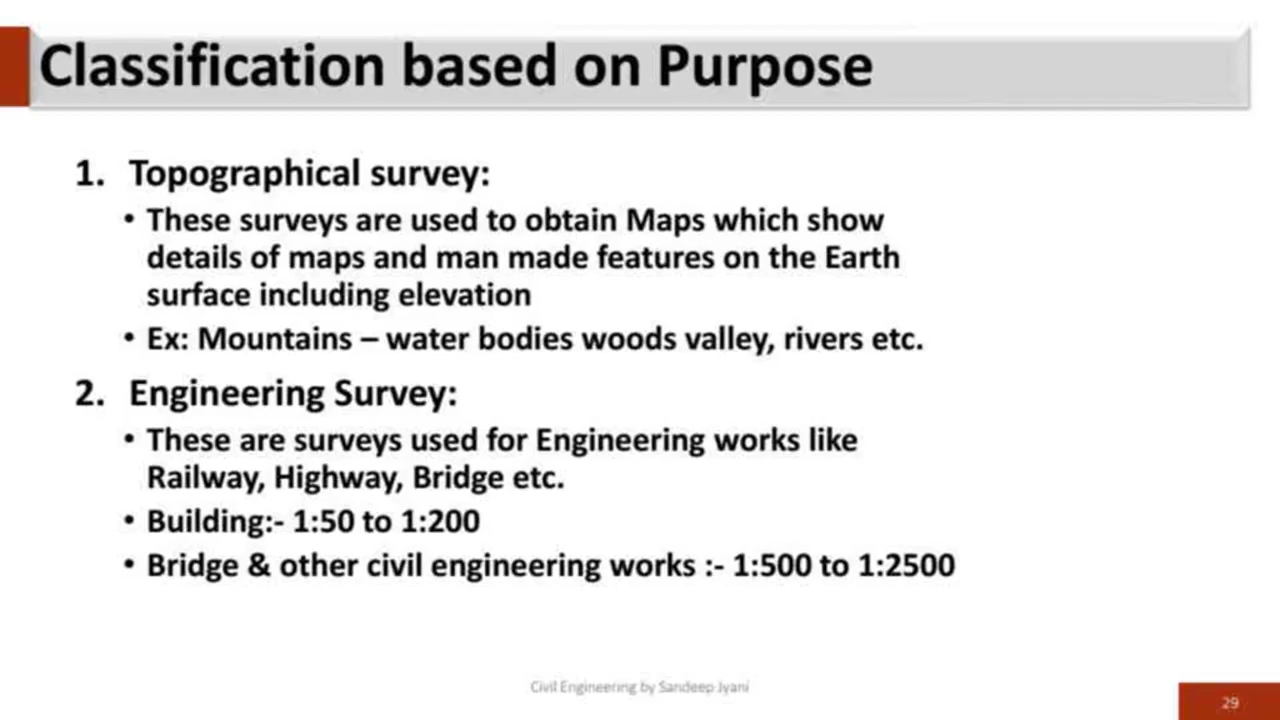 Classification based on Purpose
1. Topographical survey:
• These surveys are used to obtain Maps which show
details of maps and man made features on the Earth
surface including elevation
• Ex: Mountains – water bodies woods valley, rivers etc.
2. Engineering Survey:
• These are surveys used for Engineering works like
Railway, Highway, Bridge etc.
• Building:- 1:50 to 1:200
• Bridge & other civil engineering works :- 1:500 to 1:2500
Civil Engineering by Sandeep Jyani
29